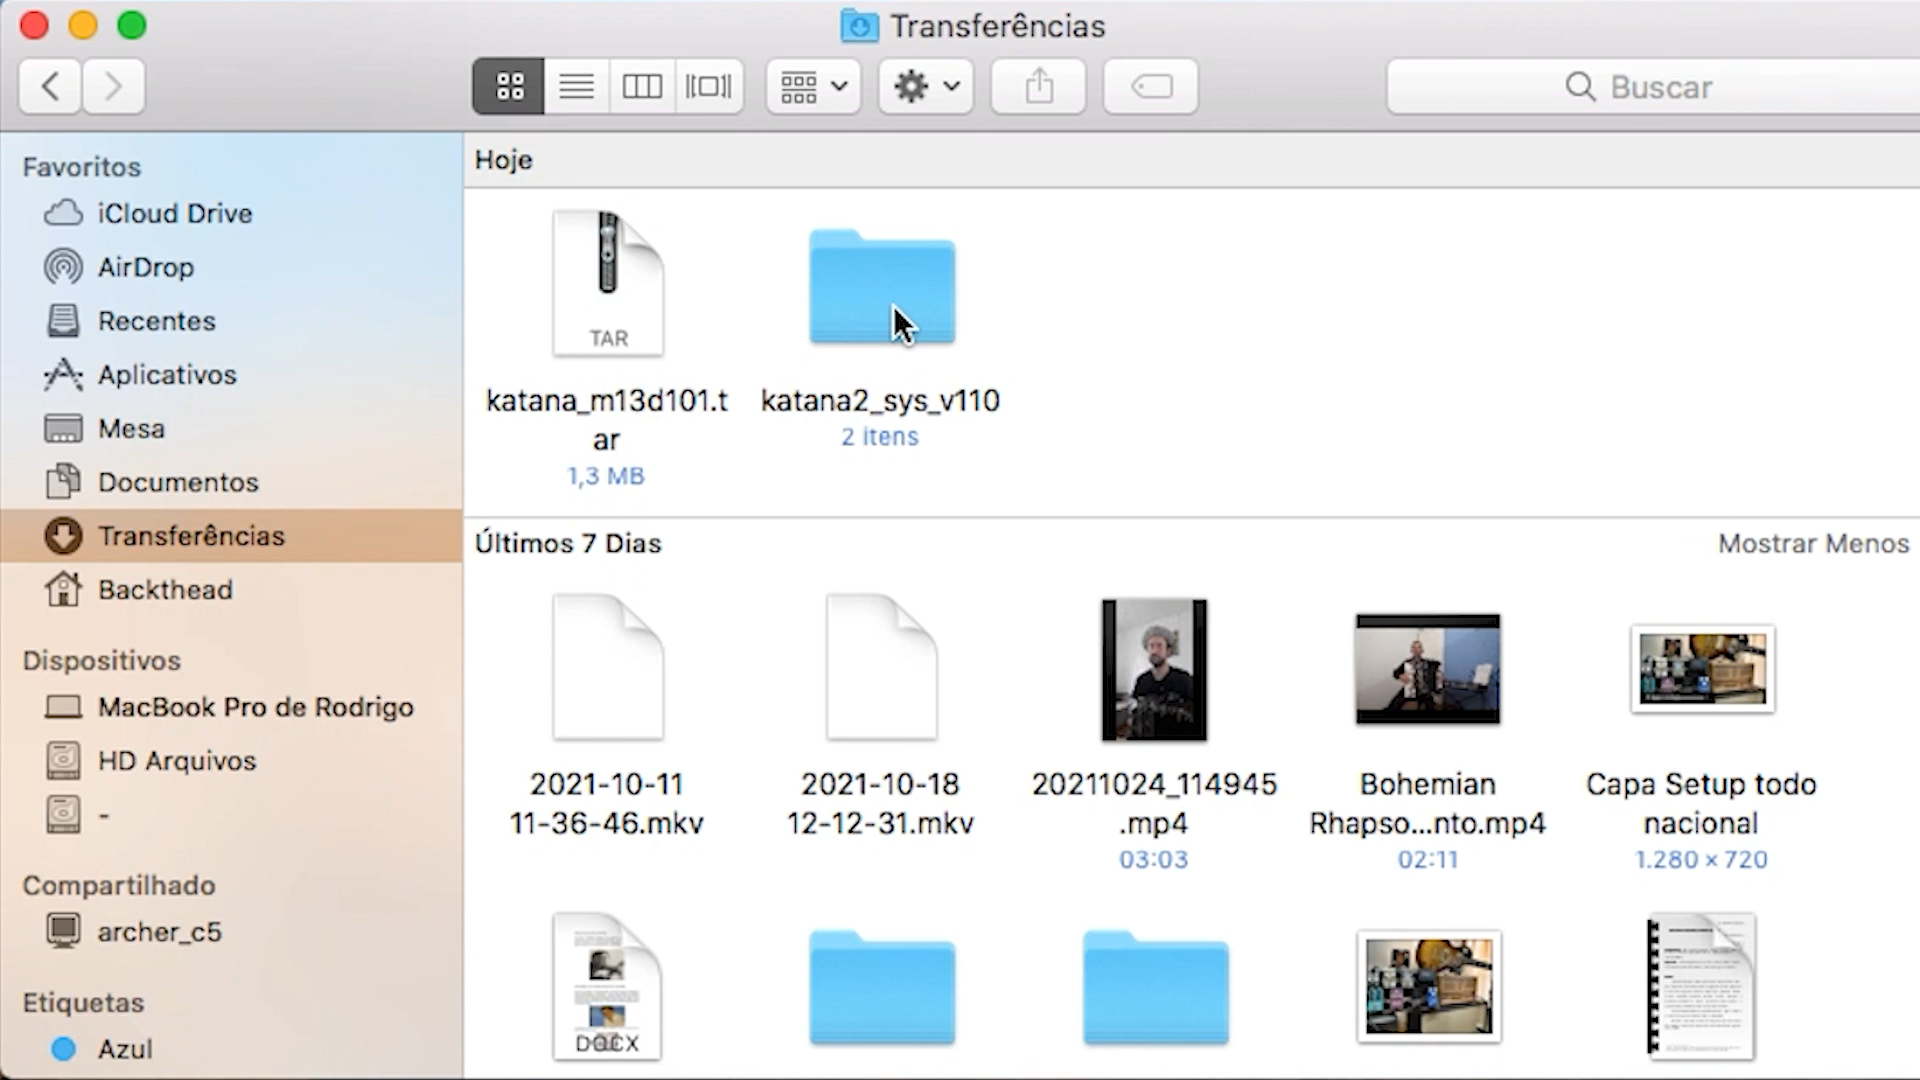 Transferências
Buscar
Favoritos
iCloud Drive
AirDrop
Recentes
Aplicativos
Mesa
Documentos
Transferências
Backthead
Dispositivos
MacBook Pro de Rodrigo
HD Arquivos
-
Compartilhado
archer_c5
Etiquetas
Azul
Hoje
TAR
katana_m13d101.t
ar
1,3 MB
katana2_sys_v110
2 itens
Últimos 7 Dias
Mostrar Menos
2021-10-11
11-36-46.mkv
2021-10-18
12-12-31.mkv
20211024_114945
.mp4
03:03
Bohemian
Rhapso...nto.mp4
02:11
Capa Setup todo
nacional
1.280 × 720
DOCX